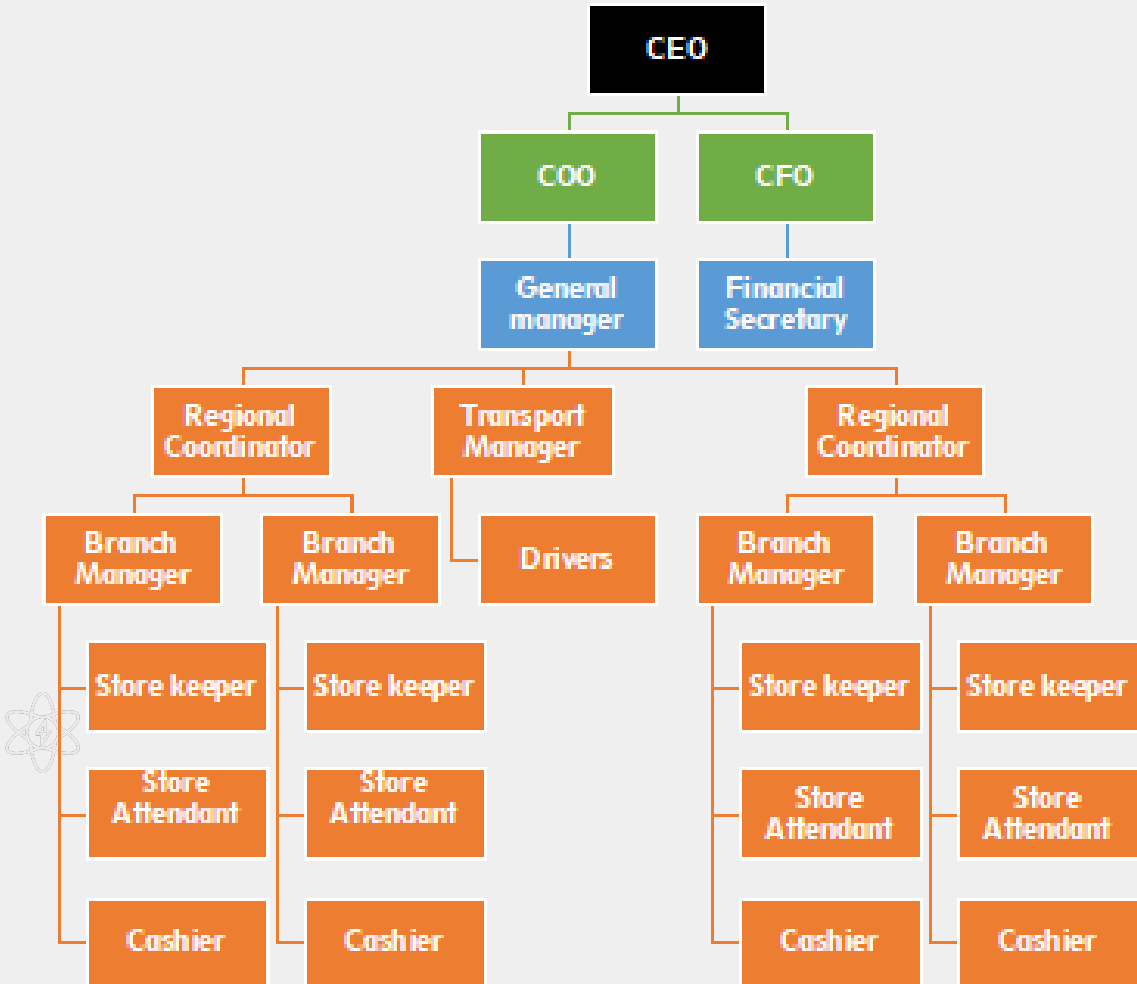 CEO
COO
CFO
General
manager
Financial
Secretary
Regional
Coordinator
Transport
Manager
Regional
Coordinator
Branch
Manager
Branch
Manager
Drivers
Branch
Manager
Branch
Manager
Store keeper
Store keeper
Store keeper
Store keeper
Store
Attendant
Store
Attendant
Store
Attendant
Store
Attendant
Cashier
Cashier
Cashier
Cashier